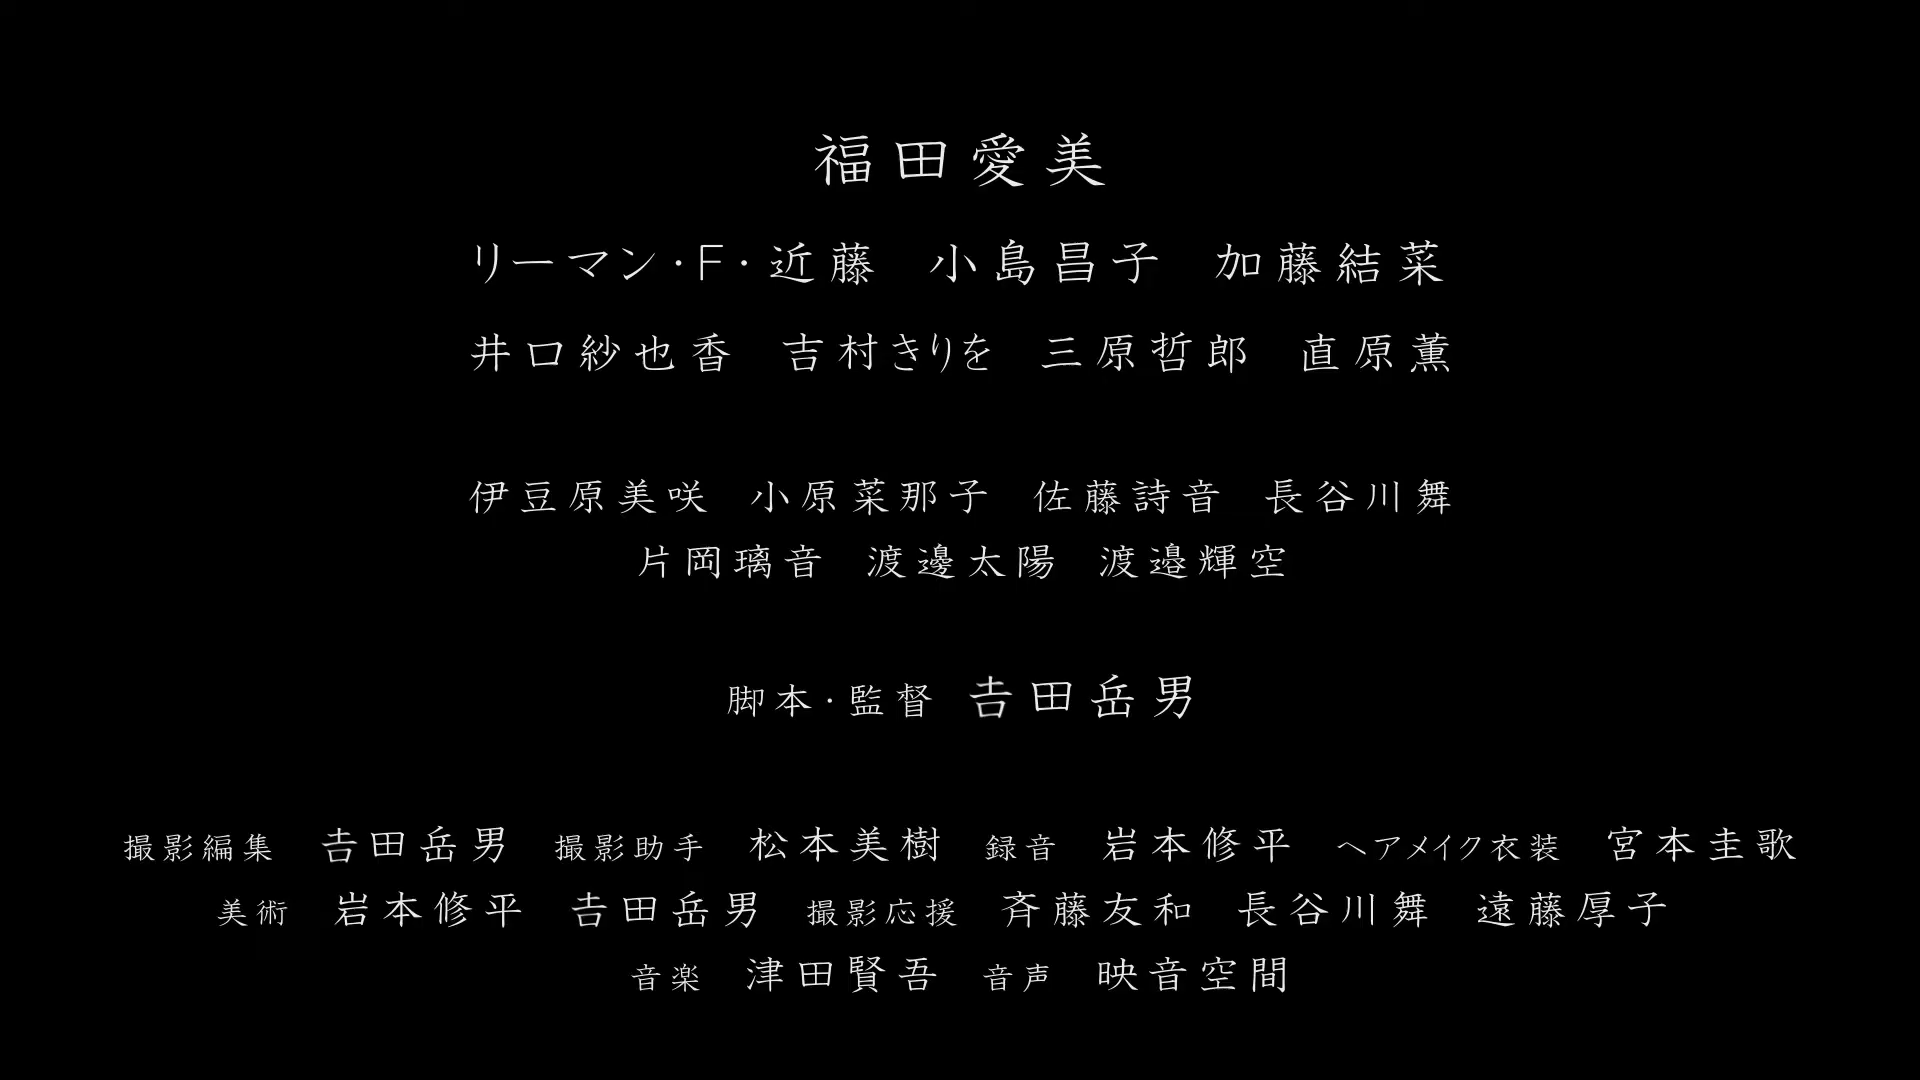 福田愛美
リーマン・F・近藤　小島昌子　加藤結菜
井口紗也香　吉村きりを　三原哲郎　直原薫
伊豆原美咲　小原菜那子　佐藤詩音　長谷川舞
片岡璃音　渡邊太陽　渡邉輝空
脚本・監督　𠮷田岳男
撮影編集　𠮷田岳男　撮影助手　松本美樹　録音　岩本修平　ヘアメイク衣装　宮本圭歌
美術　岩本修平　𠮷田岳男　撮影応援　斉藤友和　長谷川舞　遠藤厚子
音楽　津田賢吾　音声　映音空間